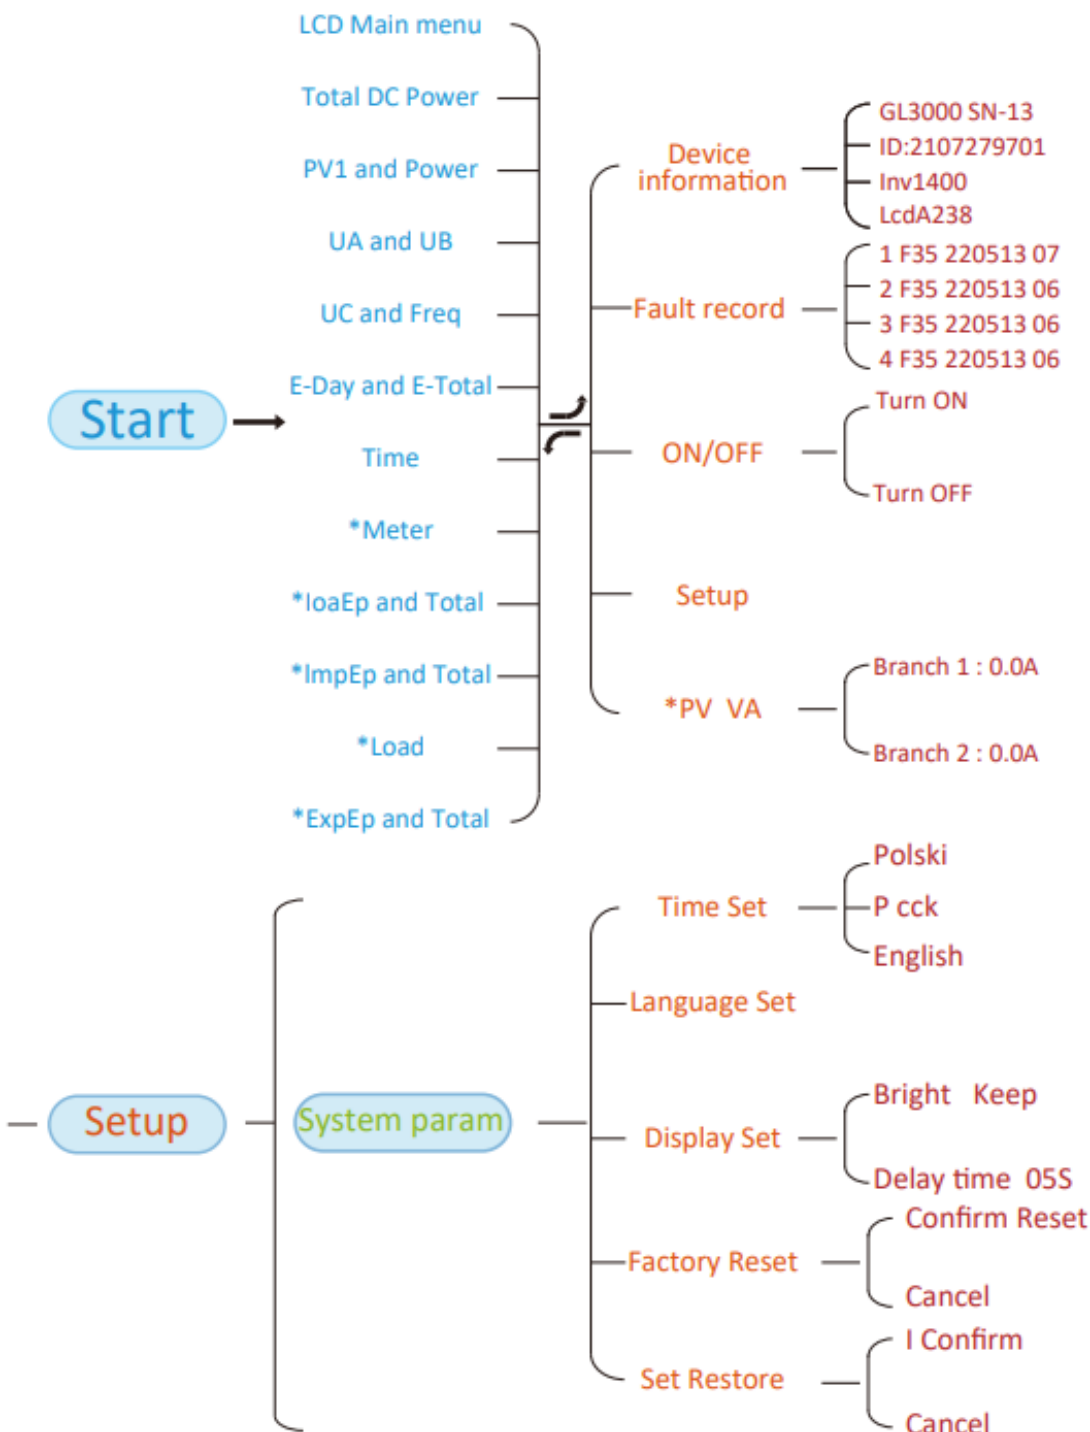 LCD Main menu
Total DC Power
PV1 and Power
UA and UB
UC and Freq
E-Day and E-Total
Start
Time
*Meter
*loaEp and Total
*lmpEp and Total
*Load
*ExpEp and Total
Device
information
GL3000 SN-13
ID:2107279701
Inv1400
LcdA238
Fault record
1 F35 220513 07
2 F35 220513 06
3 F35 220513 06
4 F35 220513 06
ON/OFF
Turn ON
Turn OFF
Setup
*PV VA
Branch 1 : 0.0A
Branch 2 : 0.0A
Setup
System param
Time Set
Polski
P cck
English
Language Set
Display Set
Bright Keep
Delay time 05S
Factory Reset
Confirm Reset
Cancel
Set Restore
I Confirm
Cancel